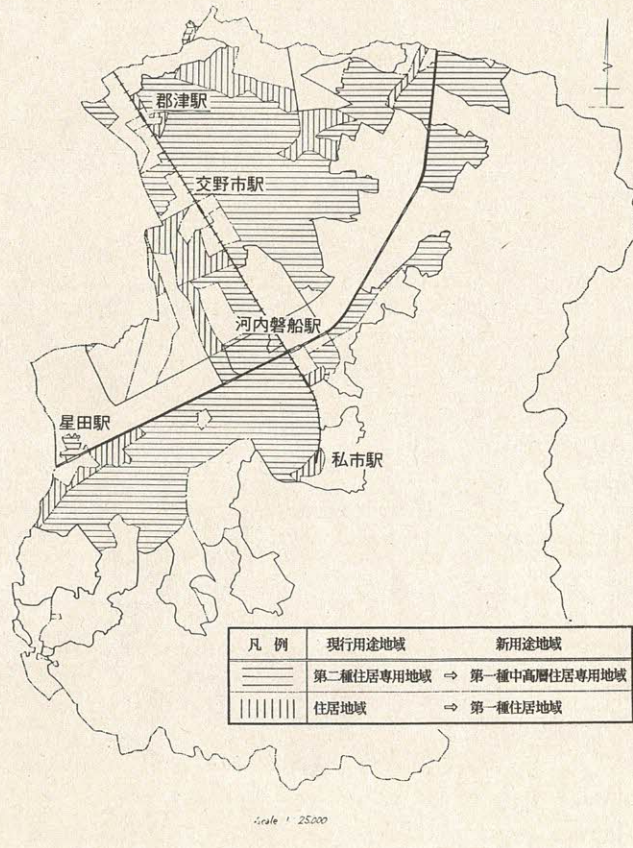 郡津駅
交野市駅
河内磐船駅
星田駅
私市駅
凡例 現行用途地域 新用途地域
第二種住居専用地域 ⇨ 第一種中高層住居専用地域
住居地域 ⇨ 第一種住居地域
Scale 1 : 25000